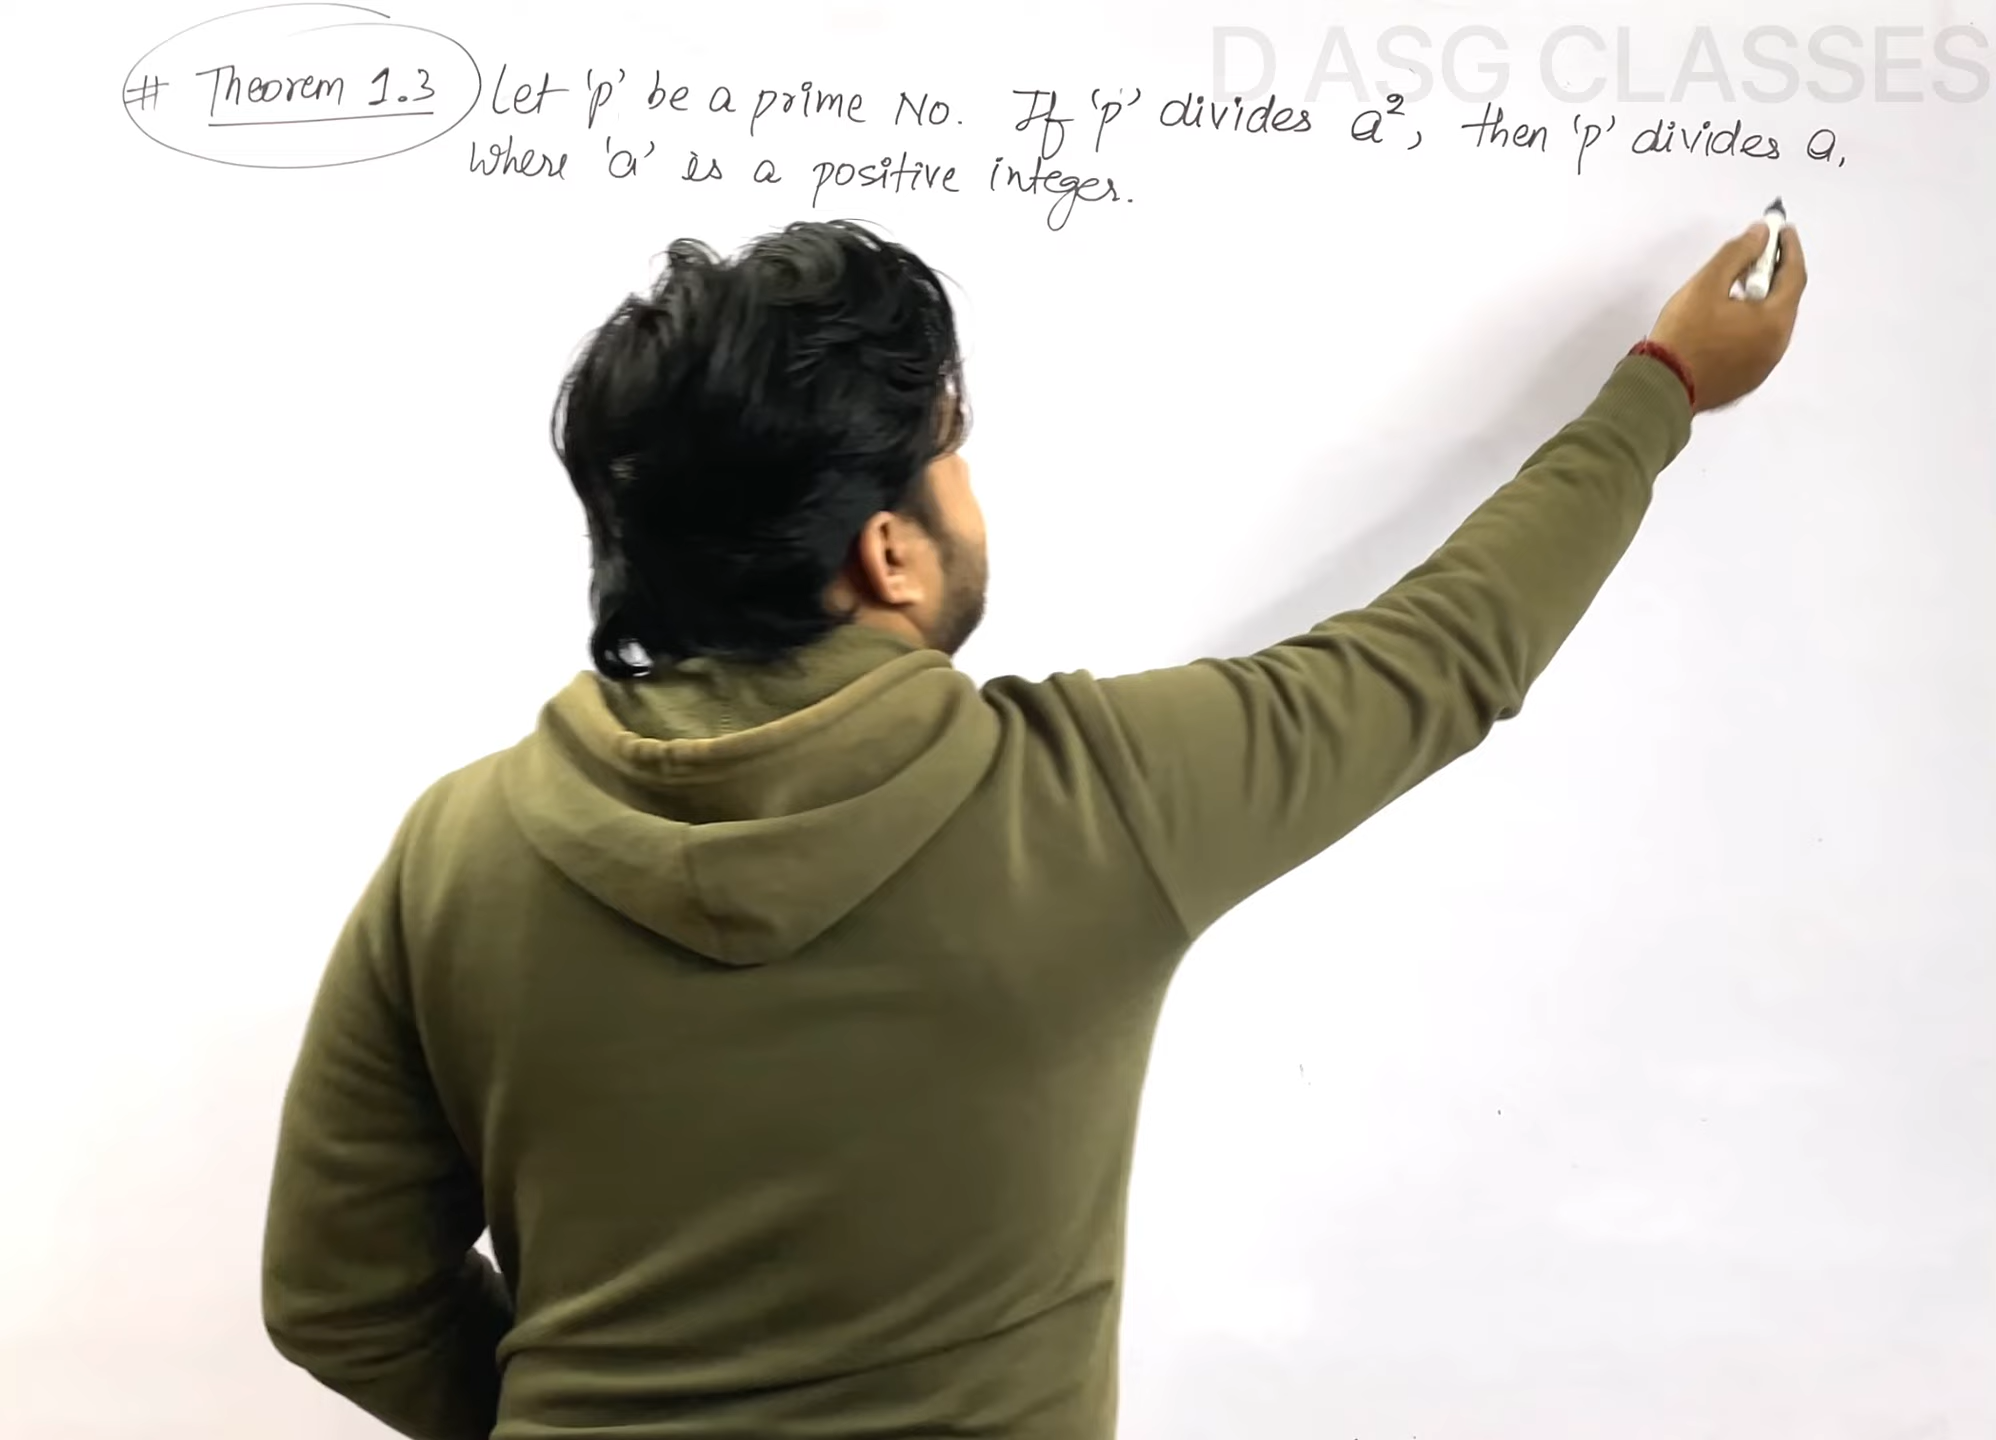 D ASG CLASSES
# Theorem 1.3 Let 'p' be a prime No. If 'p' divides a², then 'p' divides a,
where 'a' is a positive integer.